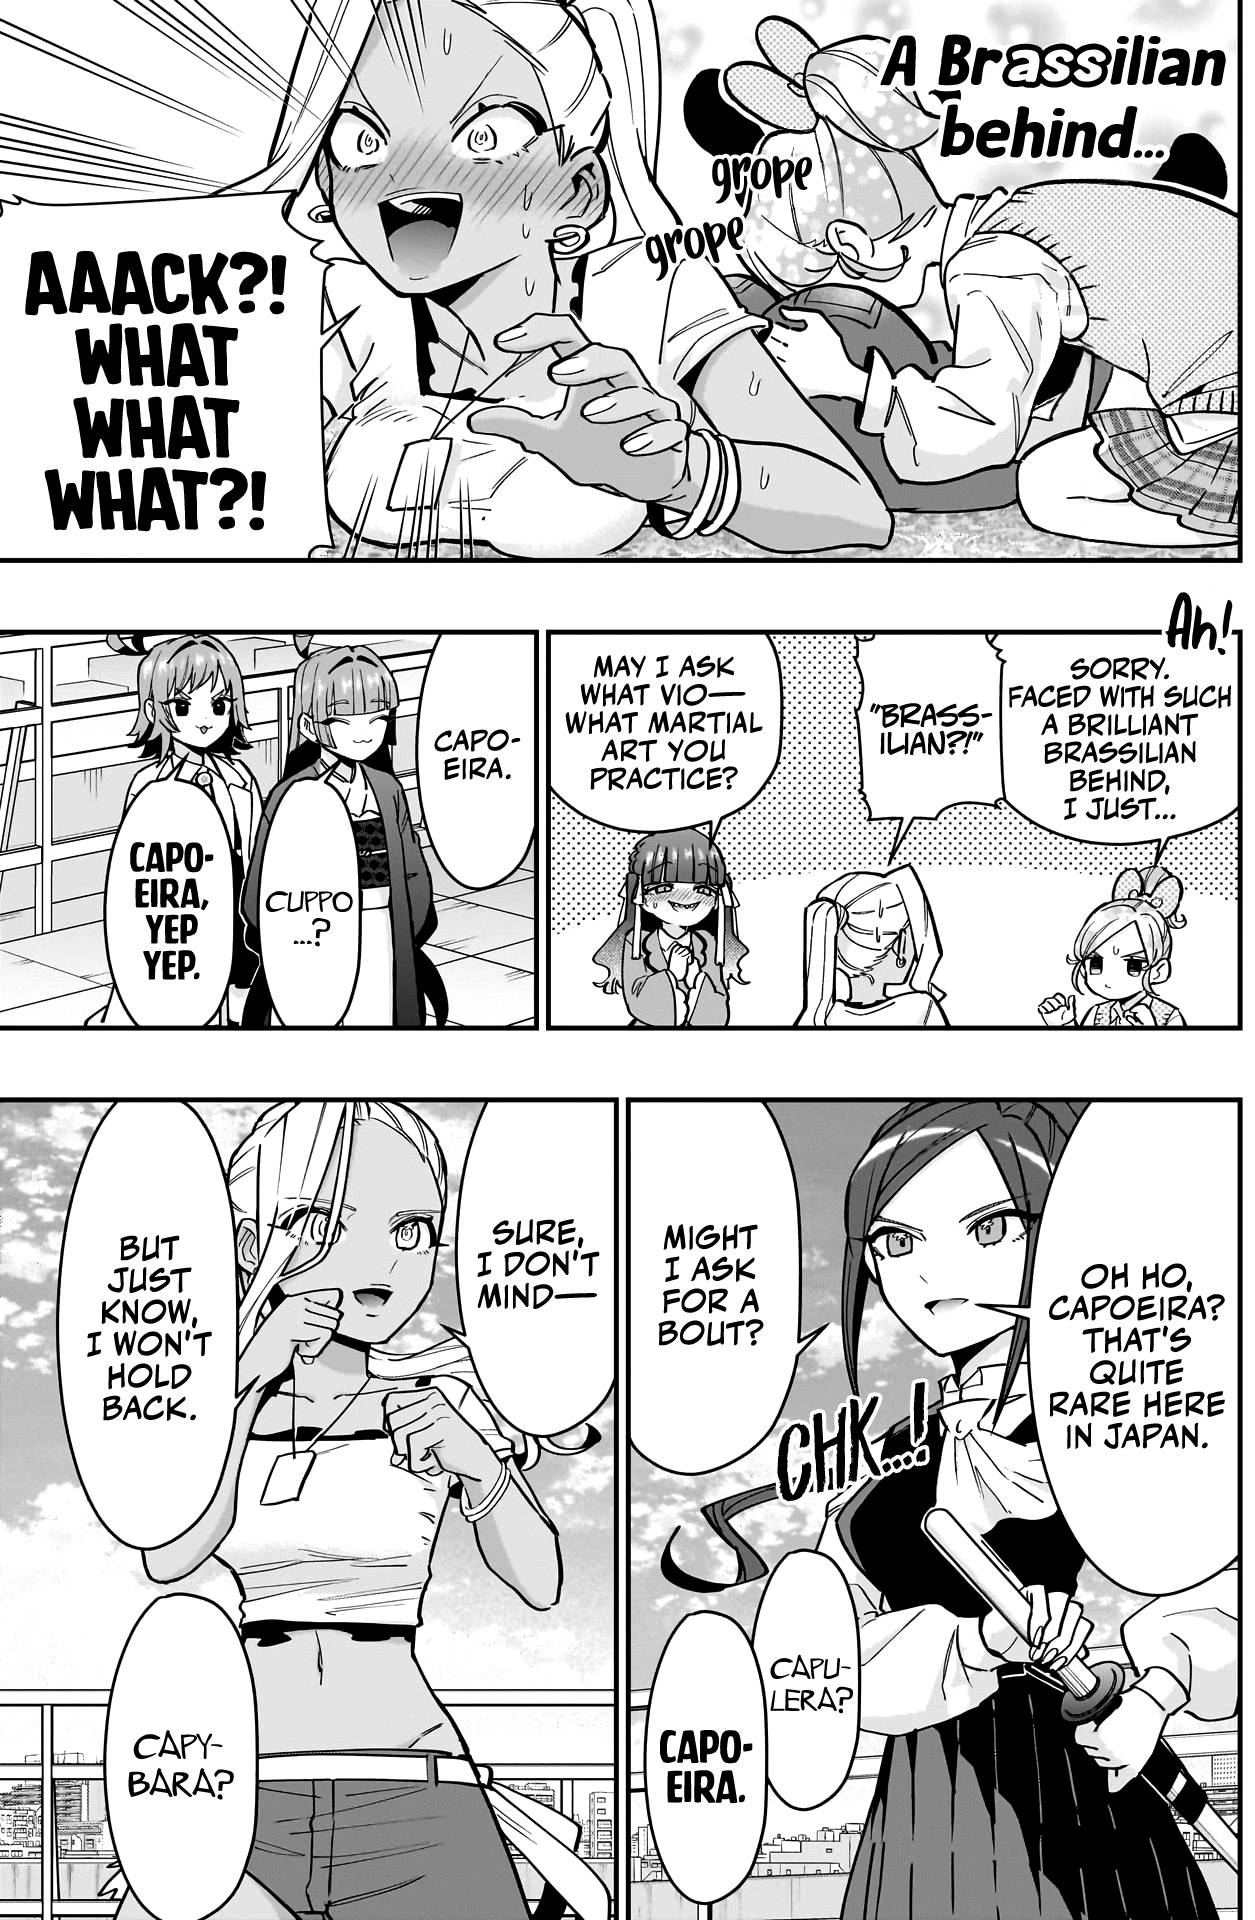 A Brassilian
behind...
grope
grope
AAACK?!
WHAT
WHAT
WHAT?!
Ah!
SORRY.
FACED WITH SUCH
A BRILLIANT
BRASSILIAN
BEHIND,
I JUST...
"BRASS-
ILIAN?!"
MAY I ASK
WHAT VIO—
WHAT MARTIAL
ART YOU
PRACTICE?
CAPO-
EIRA.
CUPPO
...?
CAPO-
EIRA,
YEP
YEP.
OH HO,
CAPOEIRA?
THAT'S
QUITE
RARE HERE
IN JAPAN.
MIGHT
I ASK
FOR A
BOUT?
CHK...!
CAPU-
LERA?
CAPO-
EIRA.
SURE,
I DON'T
MIND—
BUT
JUST
KNOW,
I WON'T
HOLD
BACK.
CAPY-
BARA?